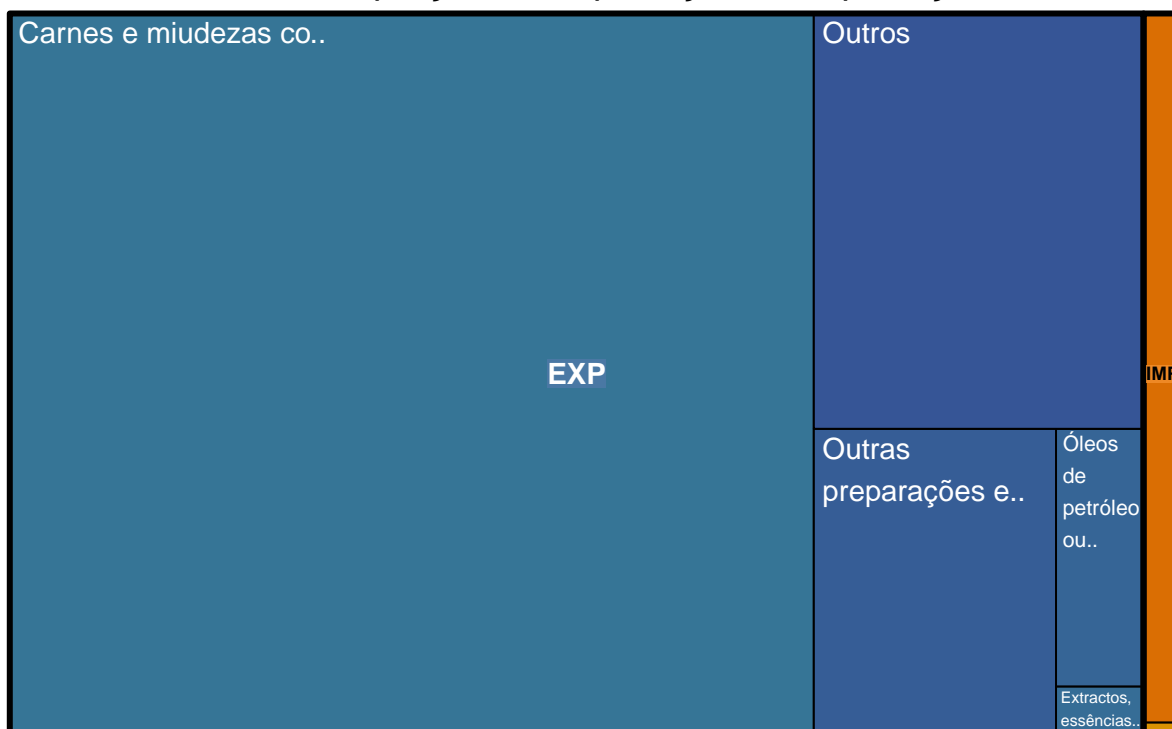 Carnes e miudezas co..
Outros
EXP
Outras
preparações e..
Óleos
de
petróleo
ou..
Extractos,
essências..